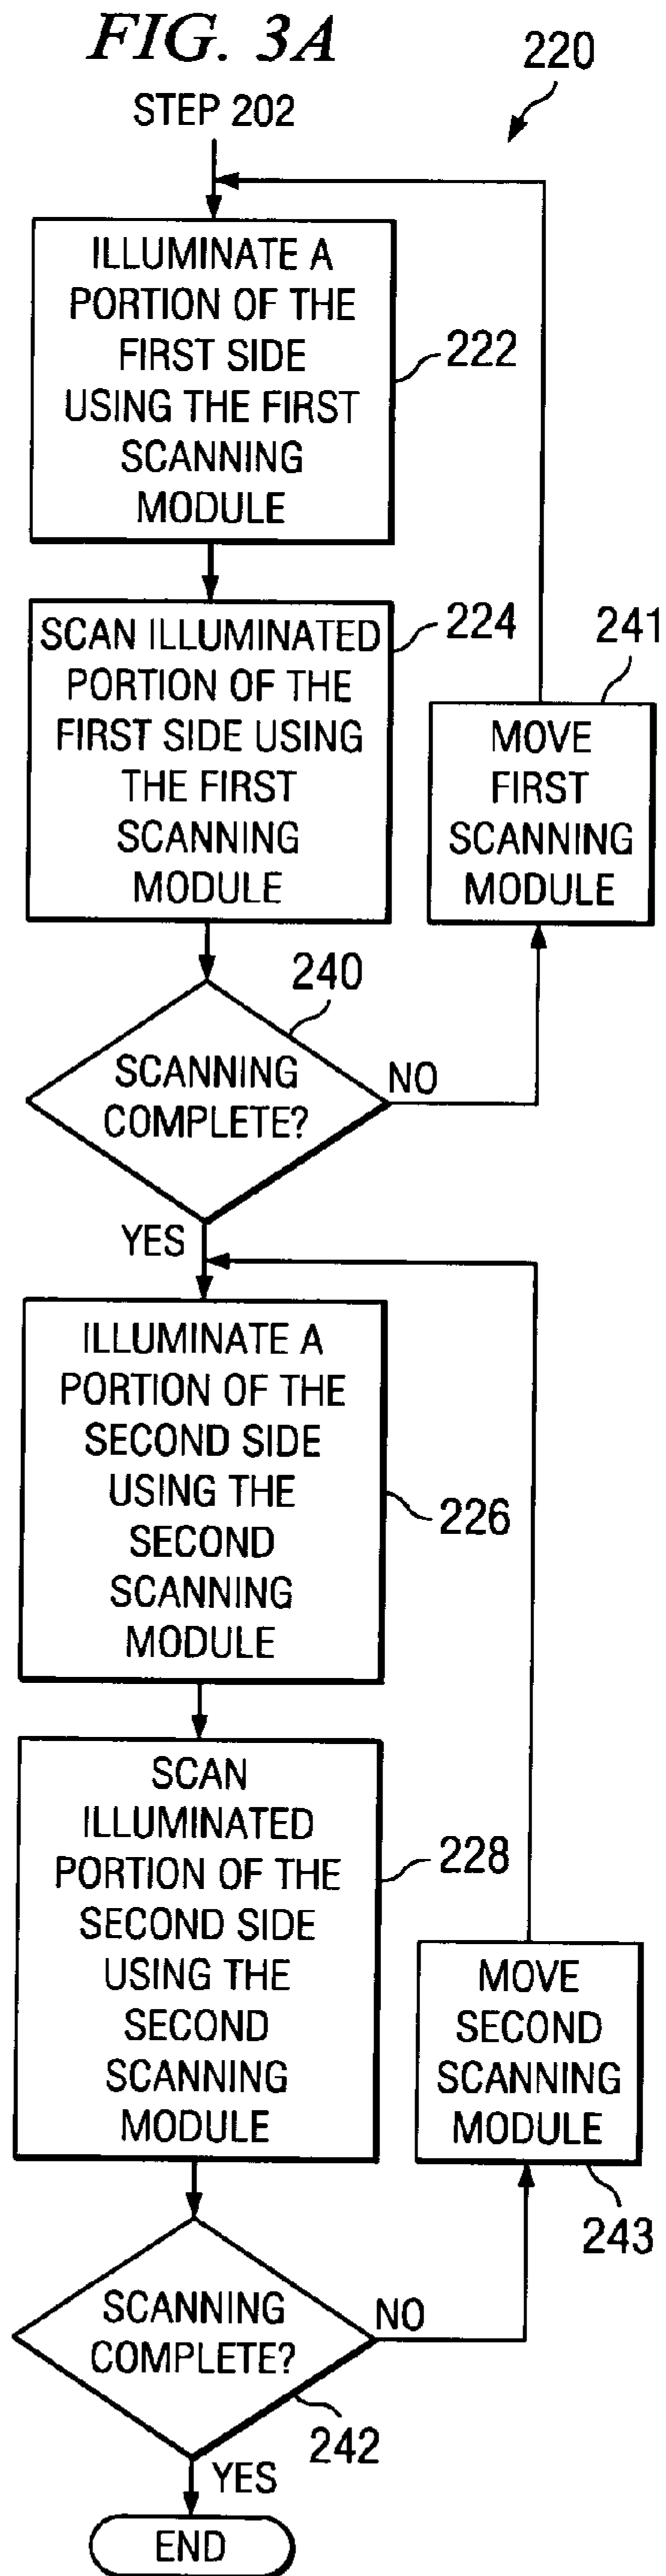 FIG. 3A
220
STEP 202
ILLUMINATE A
PORTION OF THE
FIRST SIDE
USING THE FIRST
SCANNING
MODULE
222
SCAN ILLUMINATED
PORTION OF THE
FIRST SIDE USING
THE FIRST
SCANNING
MODULE
224
241
MOVE
FIRST
SCANNING
MODULE
240
SCANNING
COMPLETE?
NO
YES
ILLUMINATE A
PORTION OF THE
SECOND SIDE
USING THE
SECOND
SCANNING
MODULE
226
SCAN
ILLUMINATED
PORTION OF THE
SECOND SIDE
USING THE
SECOND
SCANNING
MODULE
228
MOVE
SECOND
SCANNING
MODULE
243
SCANNING
COMPLETE?
NO
242
YES
END